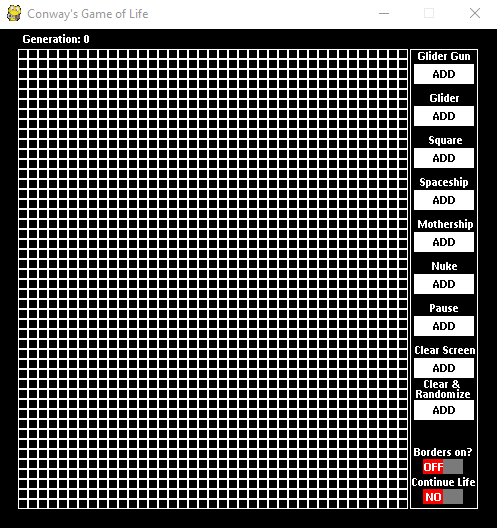 Conway's Game of Life
Generation: 0
Glider Gun
ADD
Glider
ADD
Square
ADD
Spaceship
ADD
Mothership
ADD
Nuke
ADD
Pause
ADD
Clear Screen
ADD
Clear &
Randomize
ADD
Borders on?
OFF
Continue Life
NO